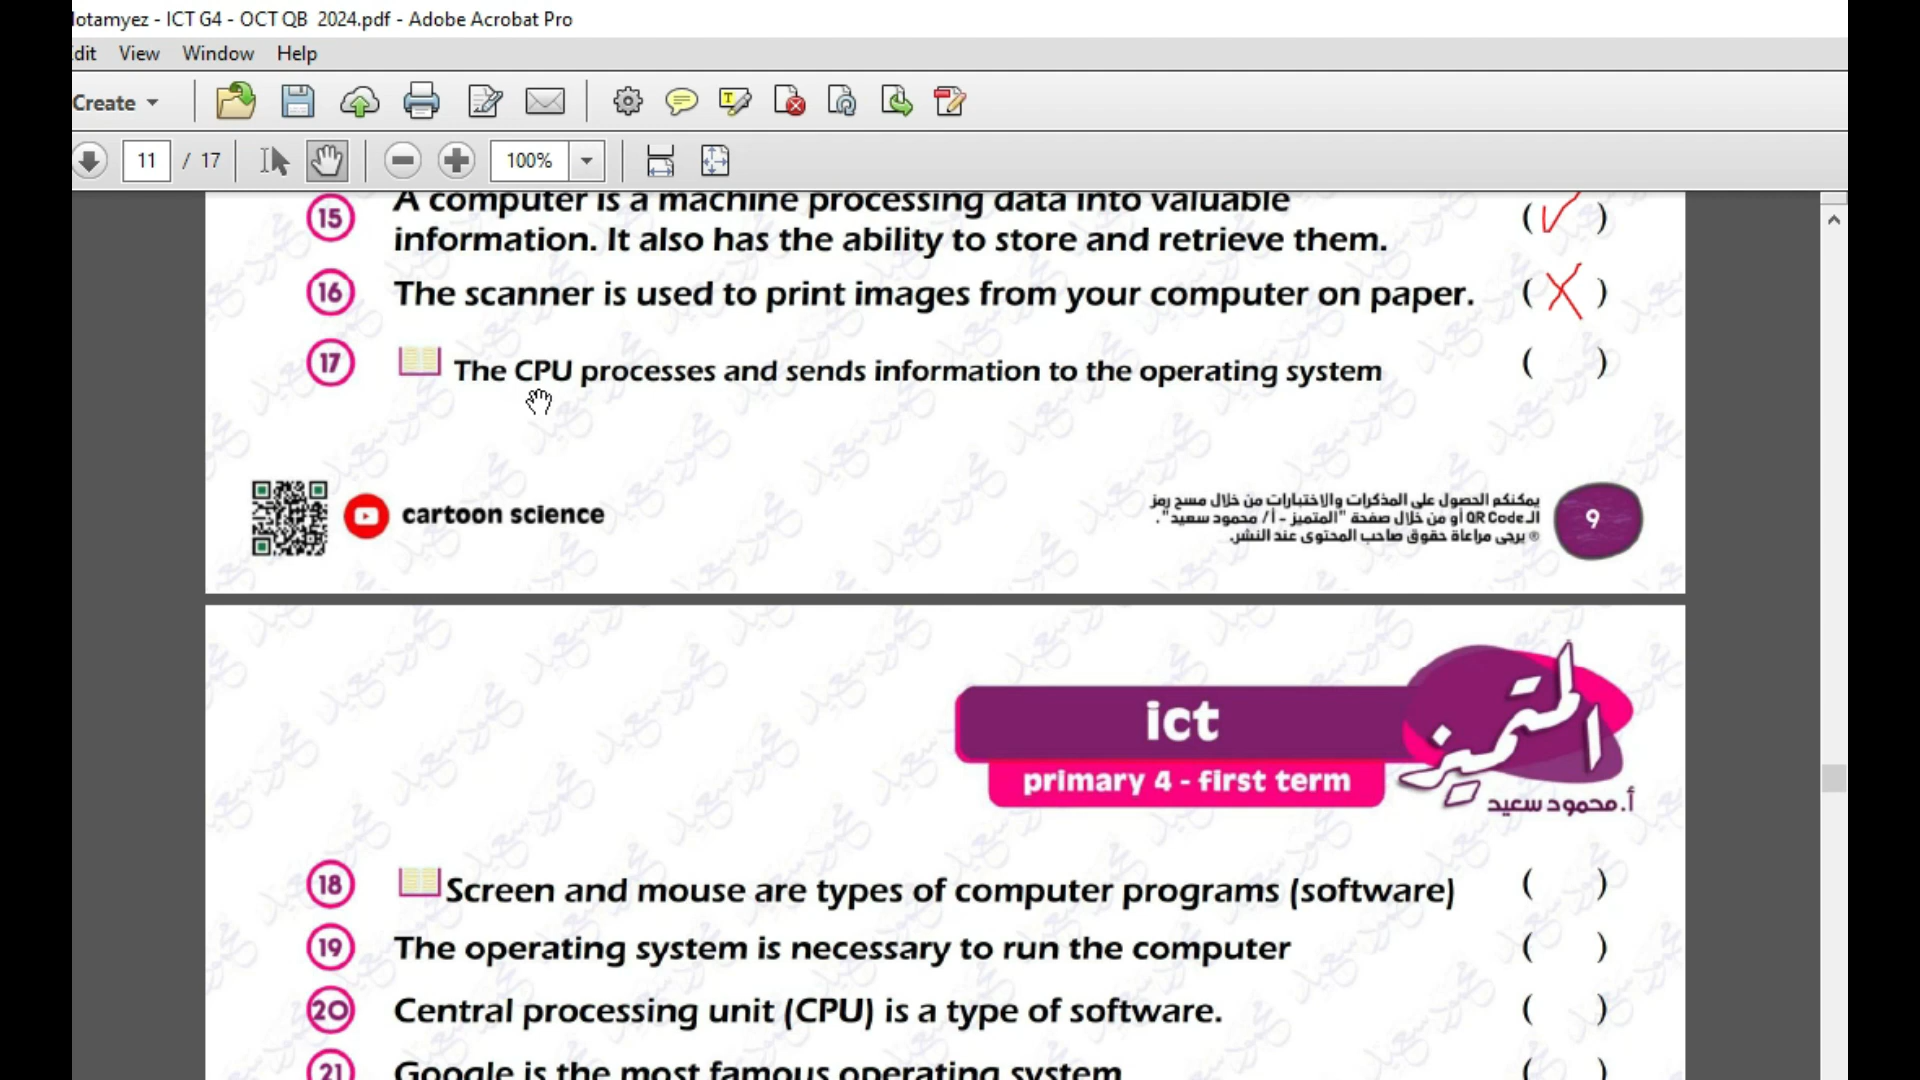 lotamyez - ICT G4 - OCT QB 2024.pdf - Adobe Acrobat Pro
dit View Window Help
Create
11 / 17 100%
15 A computer is a machine processing data into valuable
information. It also has the ability to store and retrieve them. (✓)
16 The scanner is used to print images from your computer on paper. (X)
17 The CPU processes and sends information to the operating system ( )
cartoon science
يمكنكم الحصول على المذكرات والاختبارات من خلال مسح رمز
الـ QR Code أو من خلال صفحة "المتميز - أ/ محمود سعيد".
® يرجى مراعاة حقوق صاحب المحتوى عند النشر.
9
ict
primary 4 - first term
المتميز
أ. محمود سعيد
18 Screen and mouse are types of computer programs (software) ( )
19 The operating system is necessary to run the computer ( )
20 Central processing unit (CPU) is a type of software. ( )
21 Google is the most famous operating system ( )